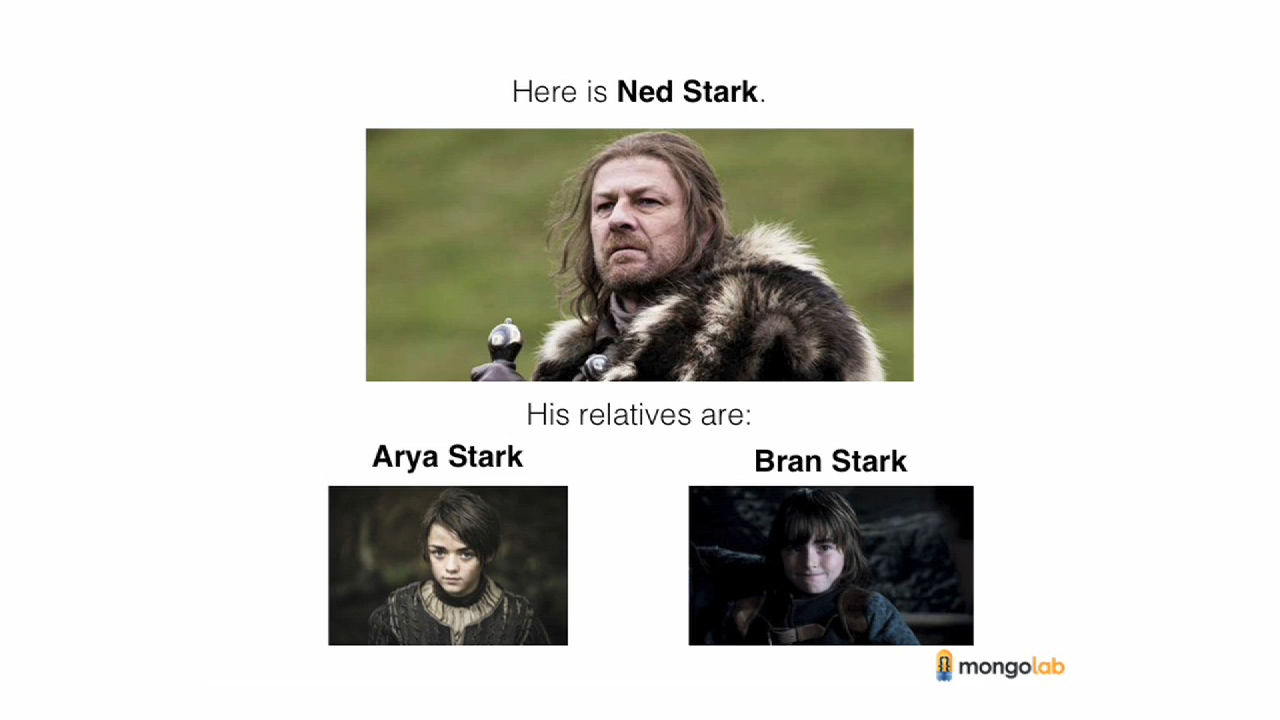 Here is Ned Stark.
His relatives are:
Arya Stark
Bran Stark
mongolab